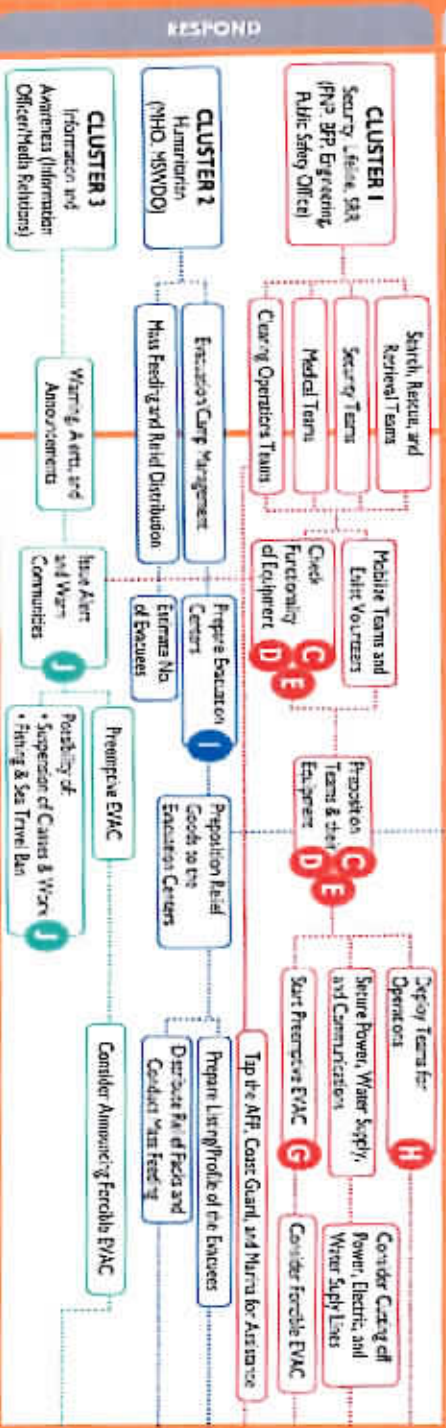 RESPOND
CLUSTER 1
Security, Lifeline, SRR
(PNP, BFP, Engineering,
Public Safety Office)
Search, Rescue, and
Retrieval Teams
Security Teams
Medical Teams
Clearing Operations Teams
Mobilize Teams and
Enlist Volunteers
Check
Functionality
of Equipment
C
E
D
Preposition
Teams & their
Equipment
C
E
D
Deploy Teams for
Operations
H
Secure Power, Water Supply,
and Communications
Start Preemptive EVAC
G
Consider Cutting off
Power, Electric, and
Water Suply Lines
Consider Forcible EVAC
Tap the AFP, Coast Guard, and Marina for Assistance
CLUSTER 2
Humanitarian
(MHO, MSWDO)
Evacuation Camp Management
Mass Feeding and Relief Distribution
Prepare Evacuation
Centers
I
Estimate No.
of Evacuees
Preposition Relief
Goods to the
Evacuation Centers
Prepare Listing/Profile of the Evacuees
Distribute Relief Packs and
Conduct Mass Feeding
CLUSTER 3
Information and
Awareness (Information
Officer/Media Relations)
Warning, Alerts, and
Announcements
Issue Alert
and Warn
Communities
J
Preemptive EVAC
Possibility of:
• Suspension of Classes & Work
• Fishing & Sea Travel Ban
J
Consider Announcing Forcible EVAC